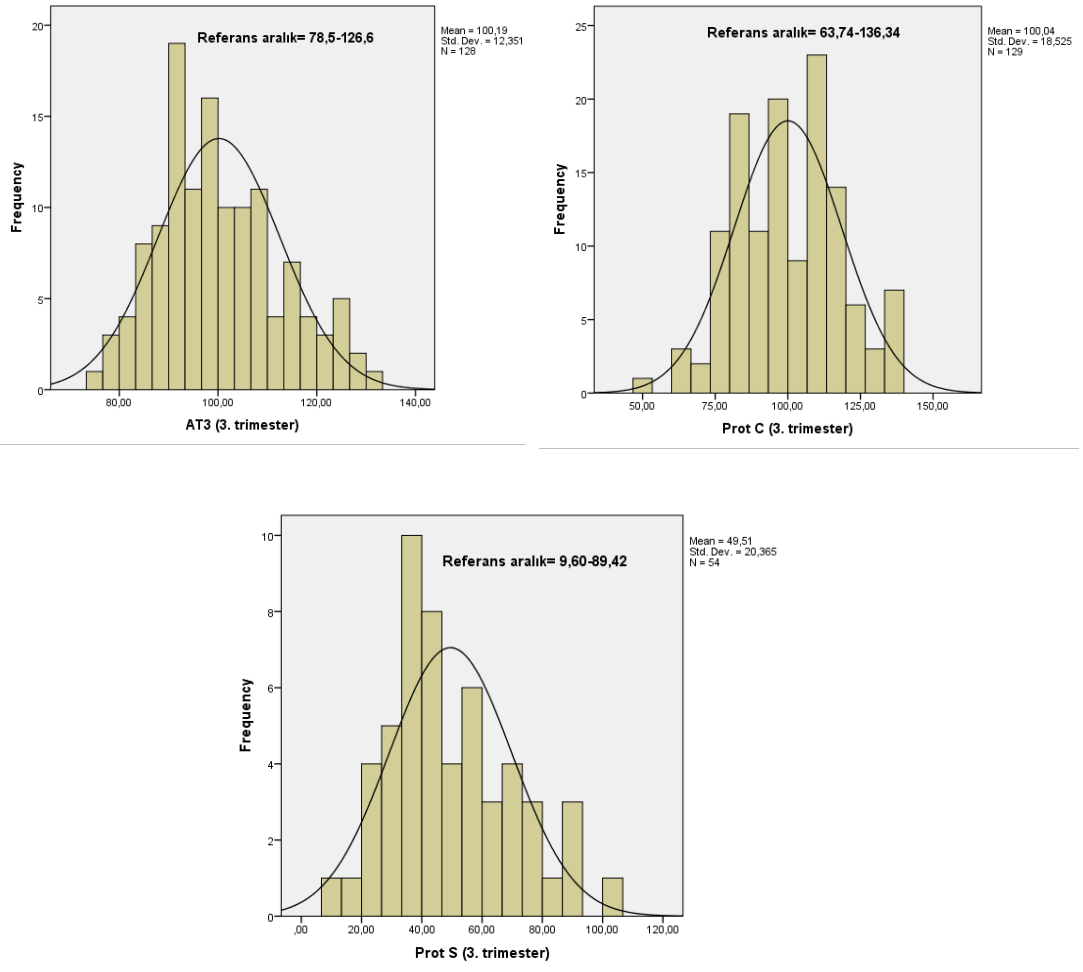 Referans aralık= 78,5-126,6
Mean = 100,19
Std. Dev. = 12,351
N = 128
20
15
10
5
0
Frequency
80,00 100,00 120,00 140,00
AT3 (3. trimester)
Referans aralık= 63,74-136,34
Mean = 100,04
Std. Dev. = 18,525
N = 129
25
20
15
10
5
0
Frequency
50,00 75,00 100,00 125,00 150,00
Prot C (3. trimester)
Referans aralık= 9,60-89,42
Mean = 49,51
Std. Dev. = 20,365
N = 54
10
8
6
4
2
0
Frequency
,00 20,00 40,00 60,00 80,00 100,00 120,00
Prot S (3. trimester)